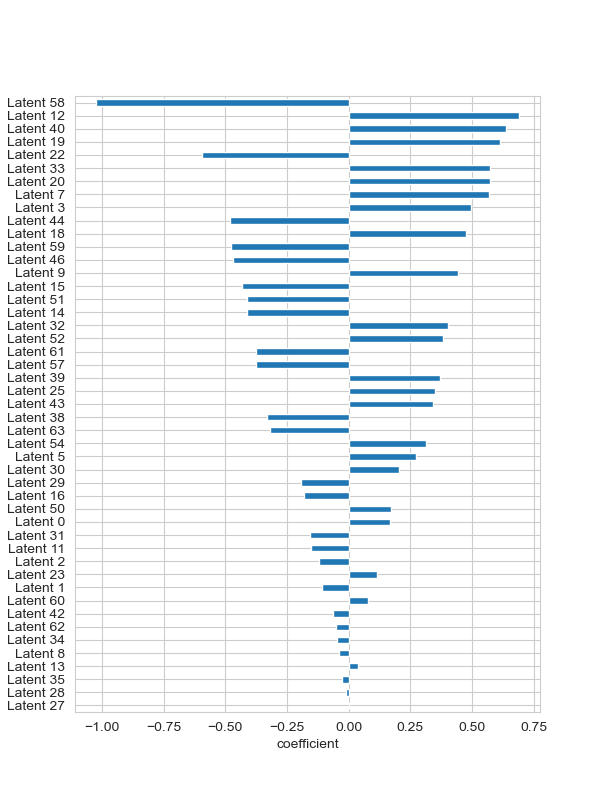 Latent 58
Latent 12
Latent 40
Latent 19
Latent 22
Latent 33
Latent 20
Latent 7
Latent 3
Latent 44
Latent 18
Latent 59
Latent 46
Latent 9
Latent 15
Latent 51
Latent 14
Latent 32
Latent 52
Latent 61
Latent 57
Latent 39
Latent 25
Latent 43
Latent 38
Latent 63
Latent 54
Latent 5
Latent 30
Latent 29
Latent 16
Latent 50
Latent 0
Latent 31
Latent 11
Latent 2
Latent 23
Latent 1
Latent 60
Latent 42
Latent 62
Latent 34
Latent 8
Latent 13
Latent 35
Latent 28
Latent 27
−1.00 −0.75 −0.50 −0.25 0.00 0.25 0.50 0.75
coefficient